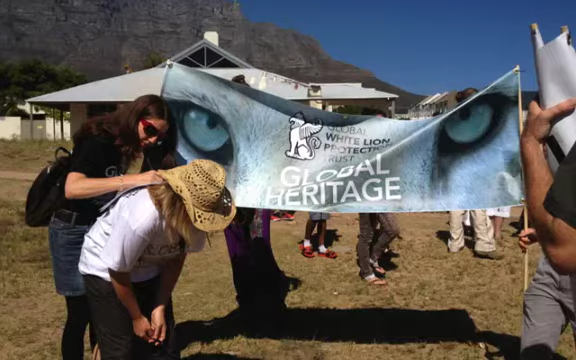 GLOBAL
WHITE LION
PROTECTION
TRUST
GLOBAL
HERITAGE